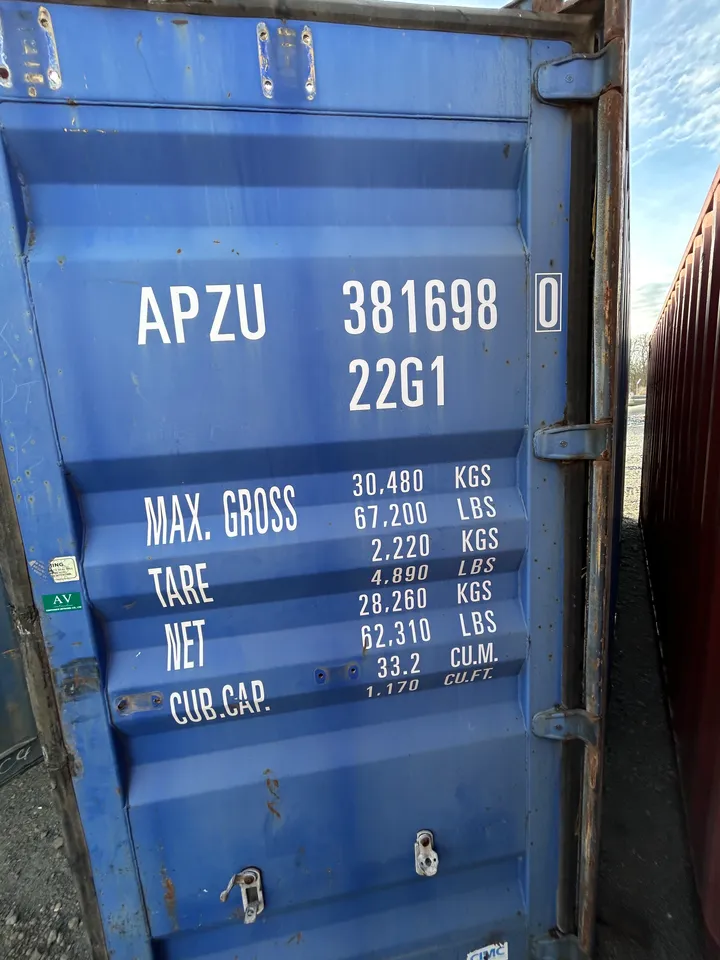 APZU 381698 0
22G1
MAX. GROSS 30,480 KGS
67,200 LBS
TARE 2,220 KGS
4,890 LBS
NET 28,260 KGS
62,310 LBS
CUB.CAP. 33.2 CU.M.
1,170 CU.FT.
AV
CIMC